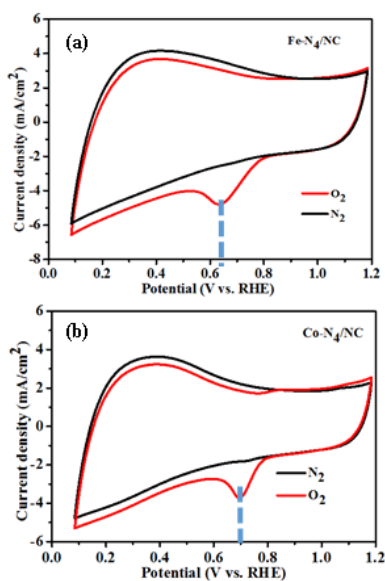 (a)
Fe-N4/NC
Current density (mA/cm2)
6
4
2
0
-2
-4
-6
-8
O2
N2
0.0 0.2 0.4 0.6 0.8 1.0 1.2
Potential (V vs. RHE)
(b)
Co-N4/NC
Current density (mA/cm2)
6
4
2
0
-2
-4
-6
N2
O2
0.0 0.2 0.4 0.6 0.8 1.0 1.2
Potential (V vs. RHE)